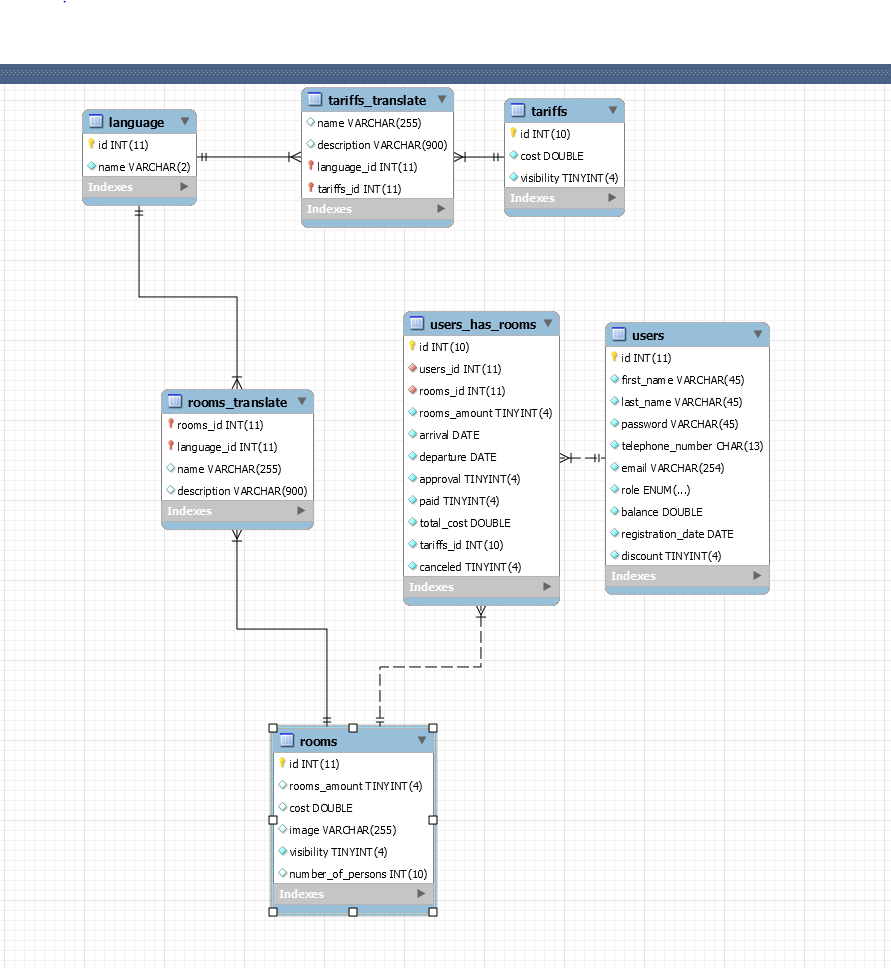 language
id INT(11)
name VARCHAR(2)
Indexes
tariffs_translate
name VARCHAR(255)
description VARCHAR(900)
language_id INT(11)
tariffs_id INT(11)
Indexes
tariffs
id INT(10)
cost DOUBLE
visibility TINYINT(4)
Indexes
rooms_translate
rooms_id INT(11)
language_id INT(11)
name VARCHAR(255)
description VARCHAR(900)
Indexes
users_has_rooms
id INT(10)
users_id INT(11)
rooms_id INT(11)
rooms_amount TINYINT(4)
arrival DATE
departure DATE
approval TINYINT(4)
paid TINYINT(4)
total_cost DOUBLE
tariffs_id INT(10)
canceled TINYINT(4)
Indexes
users
id INT(11)
first_name VARCHAR(45)
last_name VARCHAR(45)
password VARCHAR(45)
telephone_number CHAR(13)
email VARCHAR(254)
role ENUM(...)
balance DOUBLE
registration_date DATE
discount TINYINT(4)
Indexes
rooms
id INT(11)
rooms_amount TINYINT(4)
cost DOUBLE
image VARCHAR(255)
visibility TINYINT(4)
number_of_persons INT(10)
Indexes